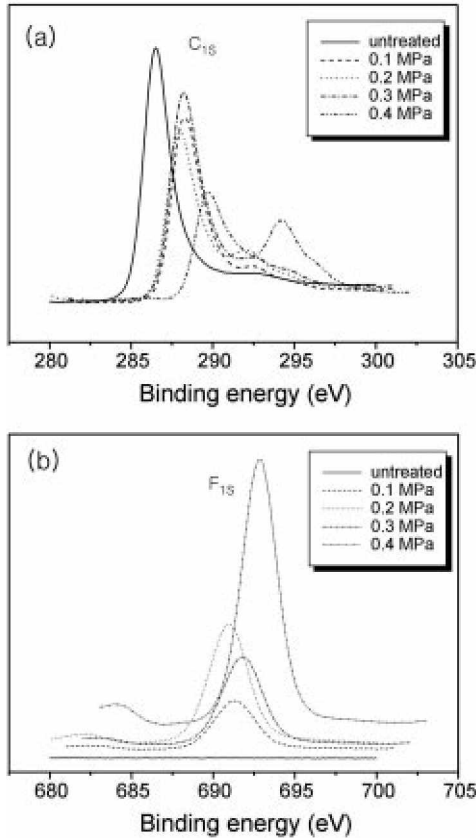 (a)
C1S
untreated
0.1 MPa
0.2 MPa
0.3 MPa
0.4 MPa
280 285 290 295 300 305
Binding energy (eV)
(b)
F1S
untreated
0.1 MPa
0.2 MPa
0.3 MPa
0.4 MPa
680 685 690 695 700 705
Binding energy (eV)